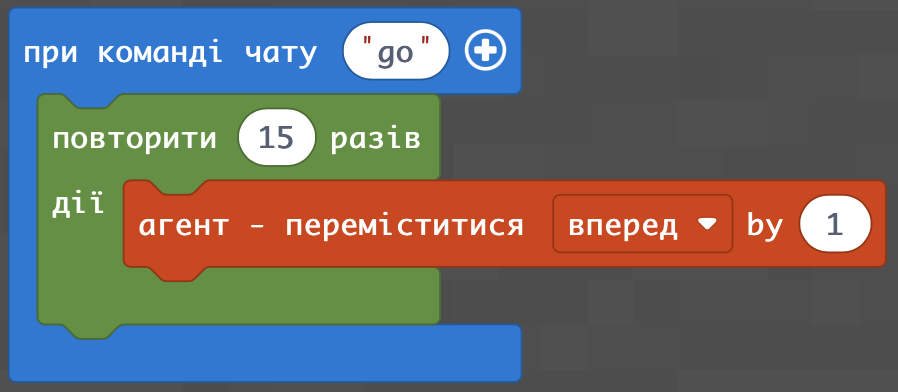 при команді чату "go"
повторити 15 разів
дії
агент - переміститися вперед by 1